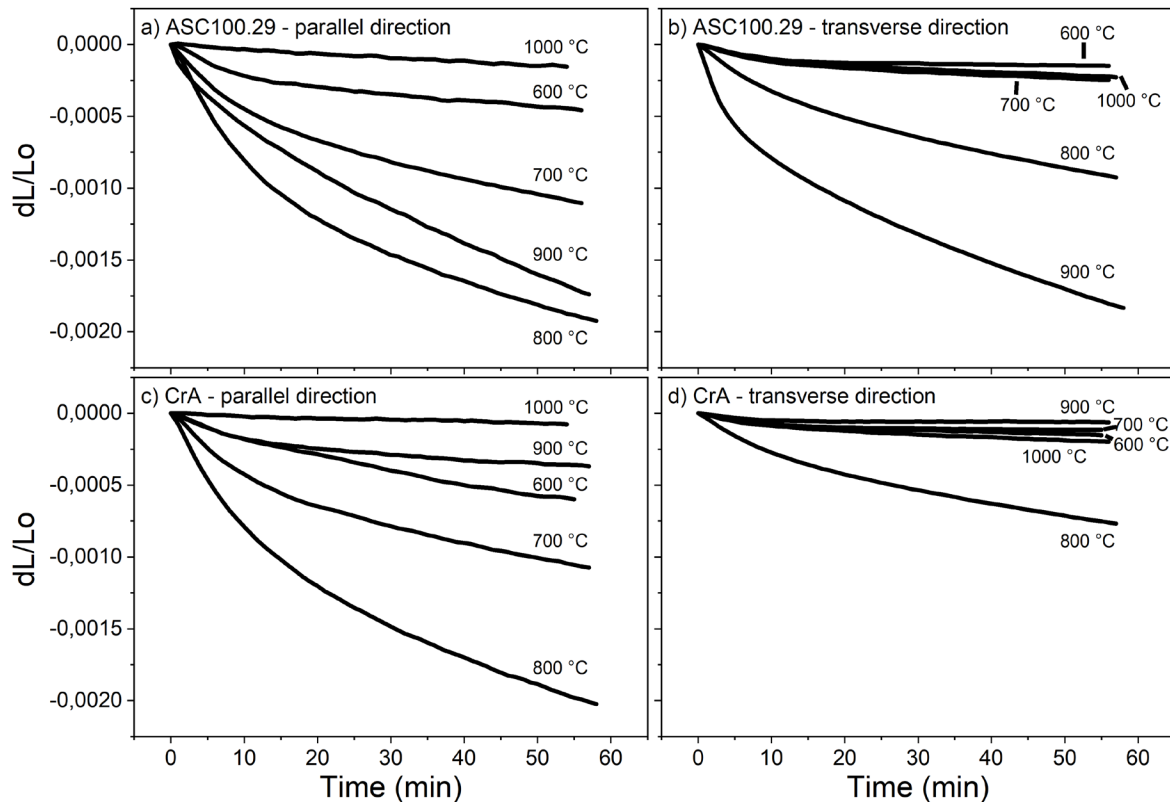 a) ASC100.29 - parallel direction
1000 °C
600 °C
700 °C
900 °C
800 °C
0,0000
-0,0005
-0,0010
-0,0015
-0,0020
dL/Lo
b) ASC100.29 - transverse direction
600 °C
700 °C
1000 °C
800 °C
900 °C
c) CrA - parallel direction
1000 °C
900 °C
600 °C
700 °C
800 °C
0,0000
-0,0005
-0,0010
-0,0015
-0,0020
dL/Lo
0 10 20 30 40 50 60
Time (min)
d) CrA - transverse direction
900 °C
700 °C
600 °C
1000 °C
800 °C
0 10 20 30 40 50 60
Time (min)